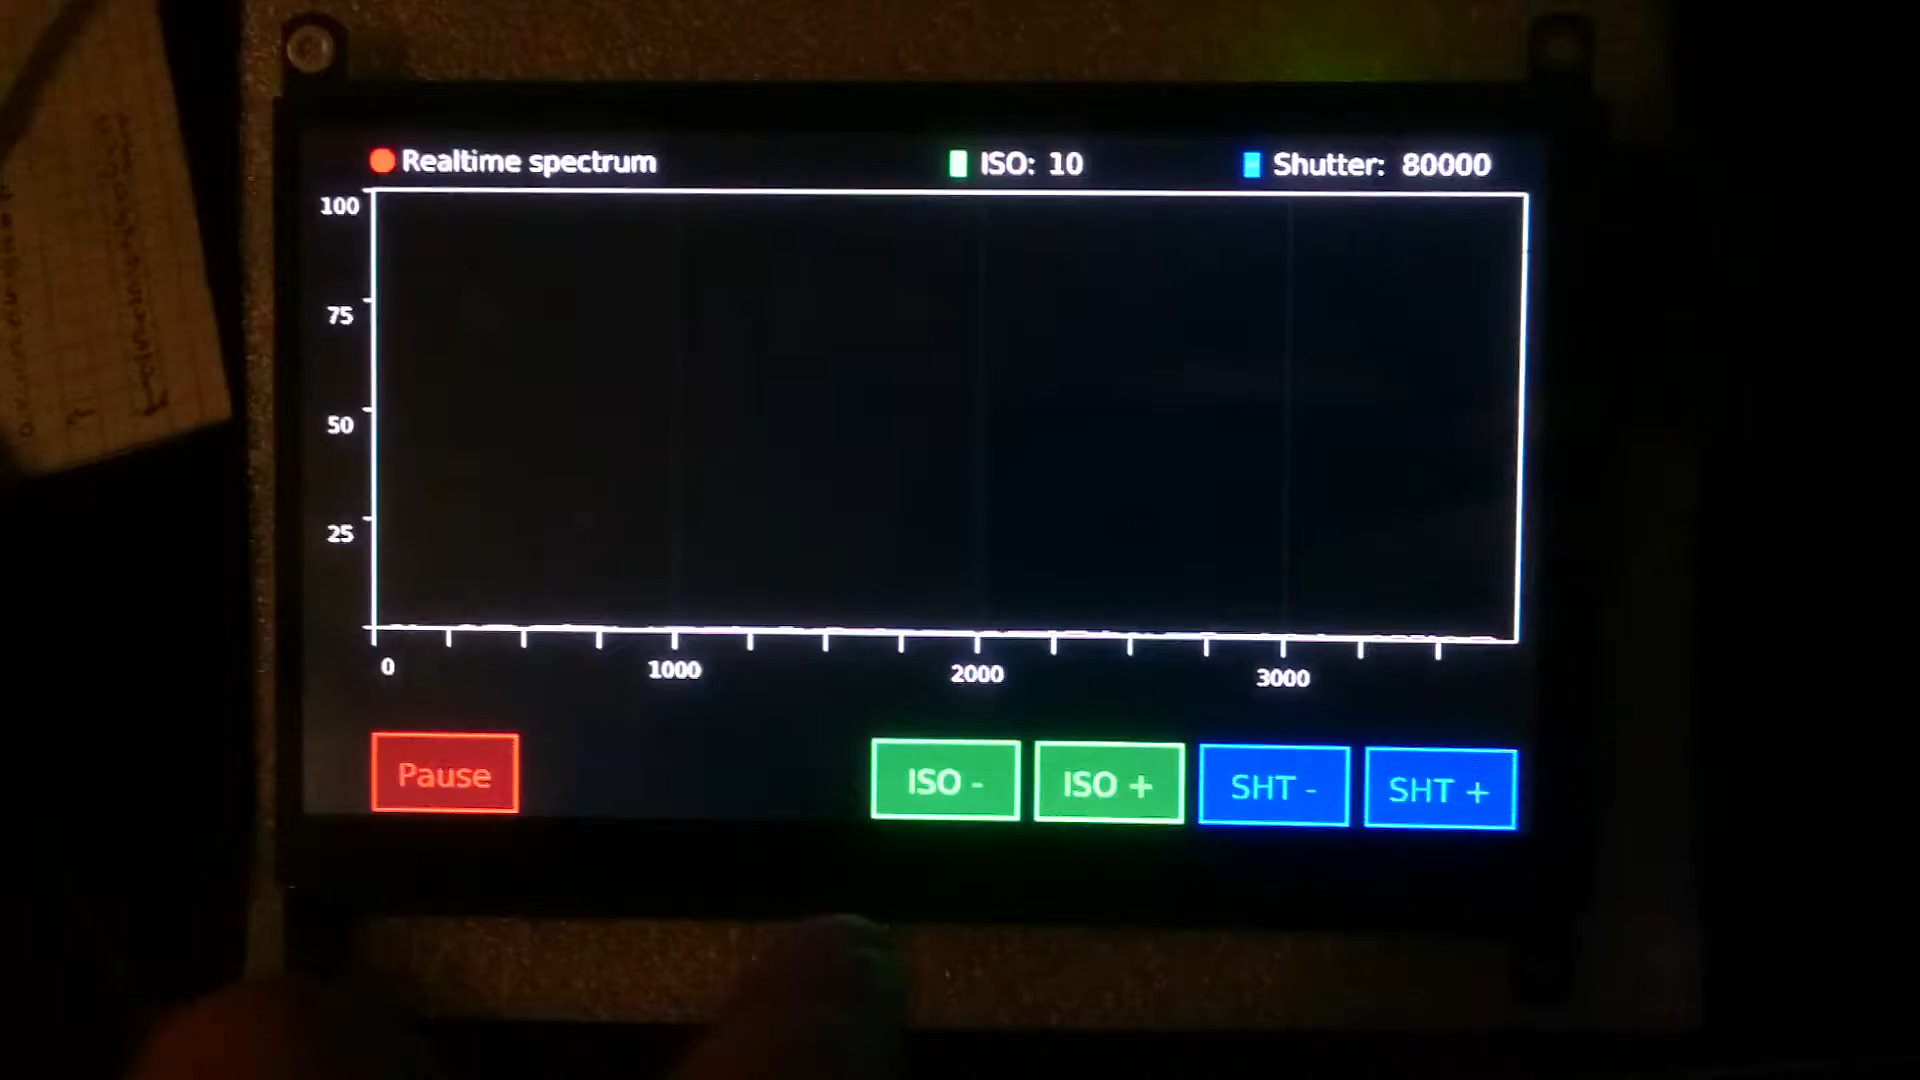 Realtime spectrum ISO: 10 Shutter: 80000
100
75
50
25
0 1000 2000 3000
Pause ISO - ISO + SHT - SHT +